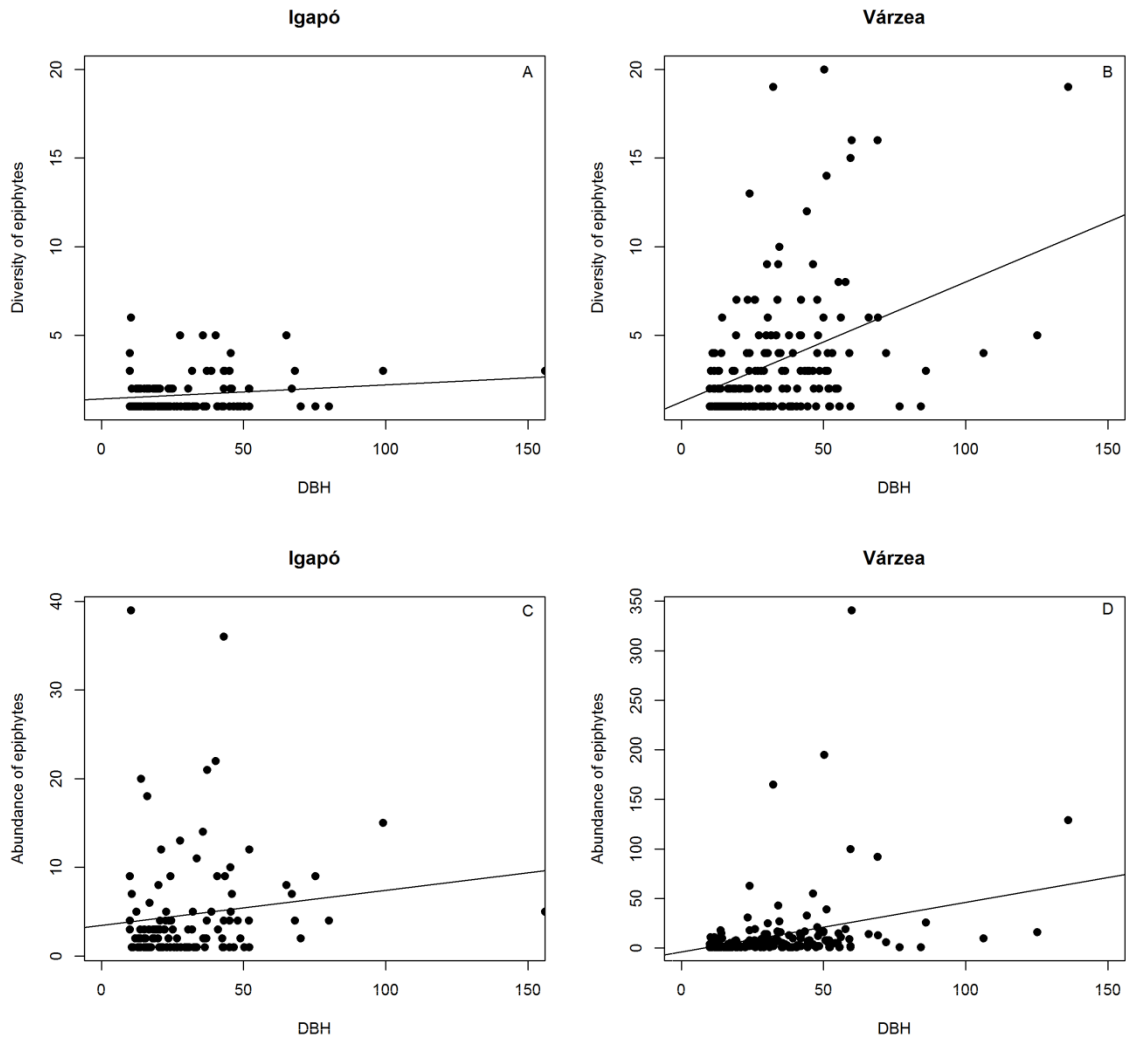 Igapó
A
Diversity of epiphytes
20
15
10
5
0 50 100 150
DBH
Várzea
B
Diversity of epiphytes
20
15
10
5
0 50 100 150
DBH
Igapó
C
Abundance of epiphytes
40
30
20
10
0
0 50 100 150
DBH
Várzea
D
Abundance of epiphytes
350
300
250
200
150
100
50
0
0 50 100 150
DBH